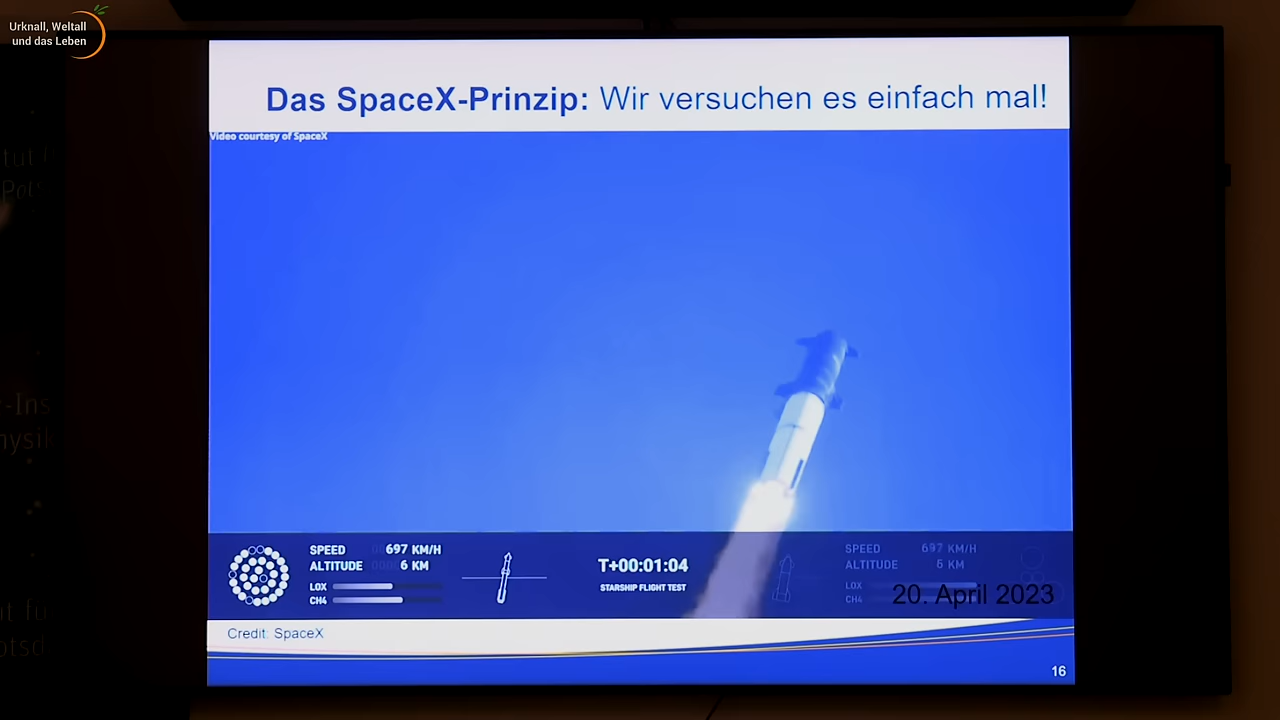 Urknall, Weltall
und das Leben
Das SpaceX-Prinzip: Wir versuchen es einfach mal!
Video courtesy of SpaceX
SPEED 697 KM/H
ALTITUDE 6 KM
LOX
CH4
T+00:01:04
STARSHIP FLIGHT TEST
SPEED 697 KM/H
ALTITUDE 6 KM
LOX
CH4
20. April 2023
Credit: SpaceX
16